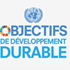 OBJECTIFS
DE DÉVELOPPEMENT
DURABLE